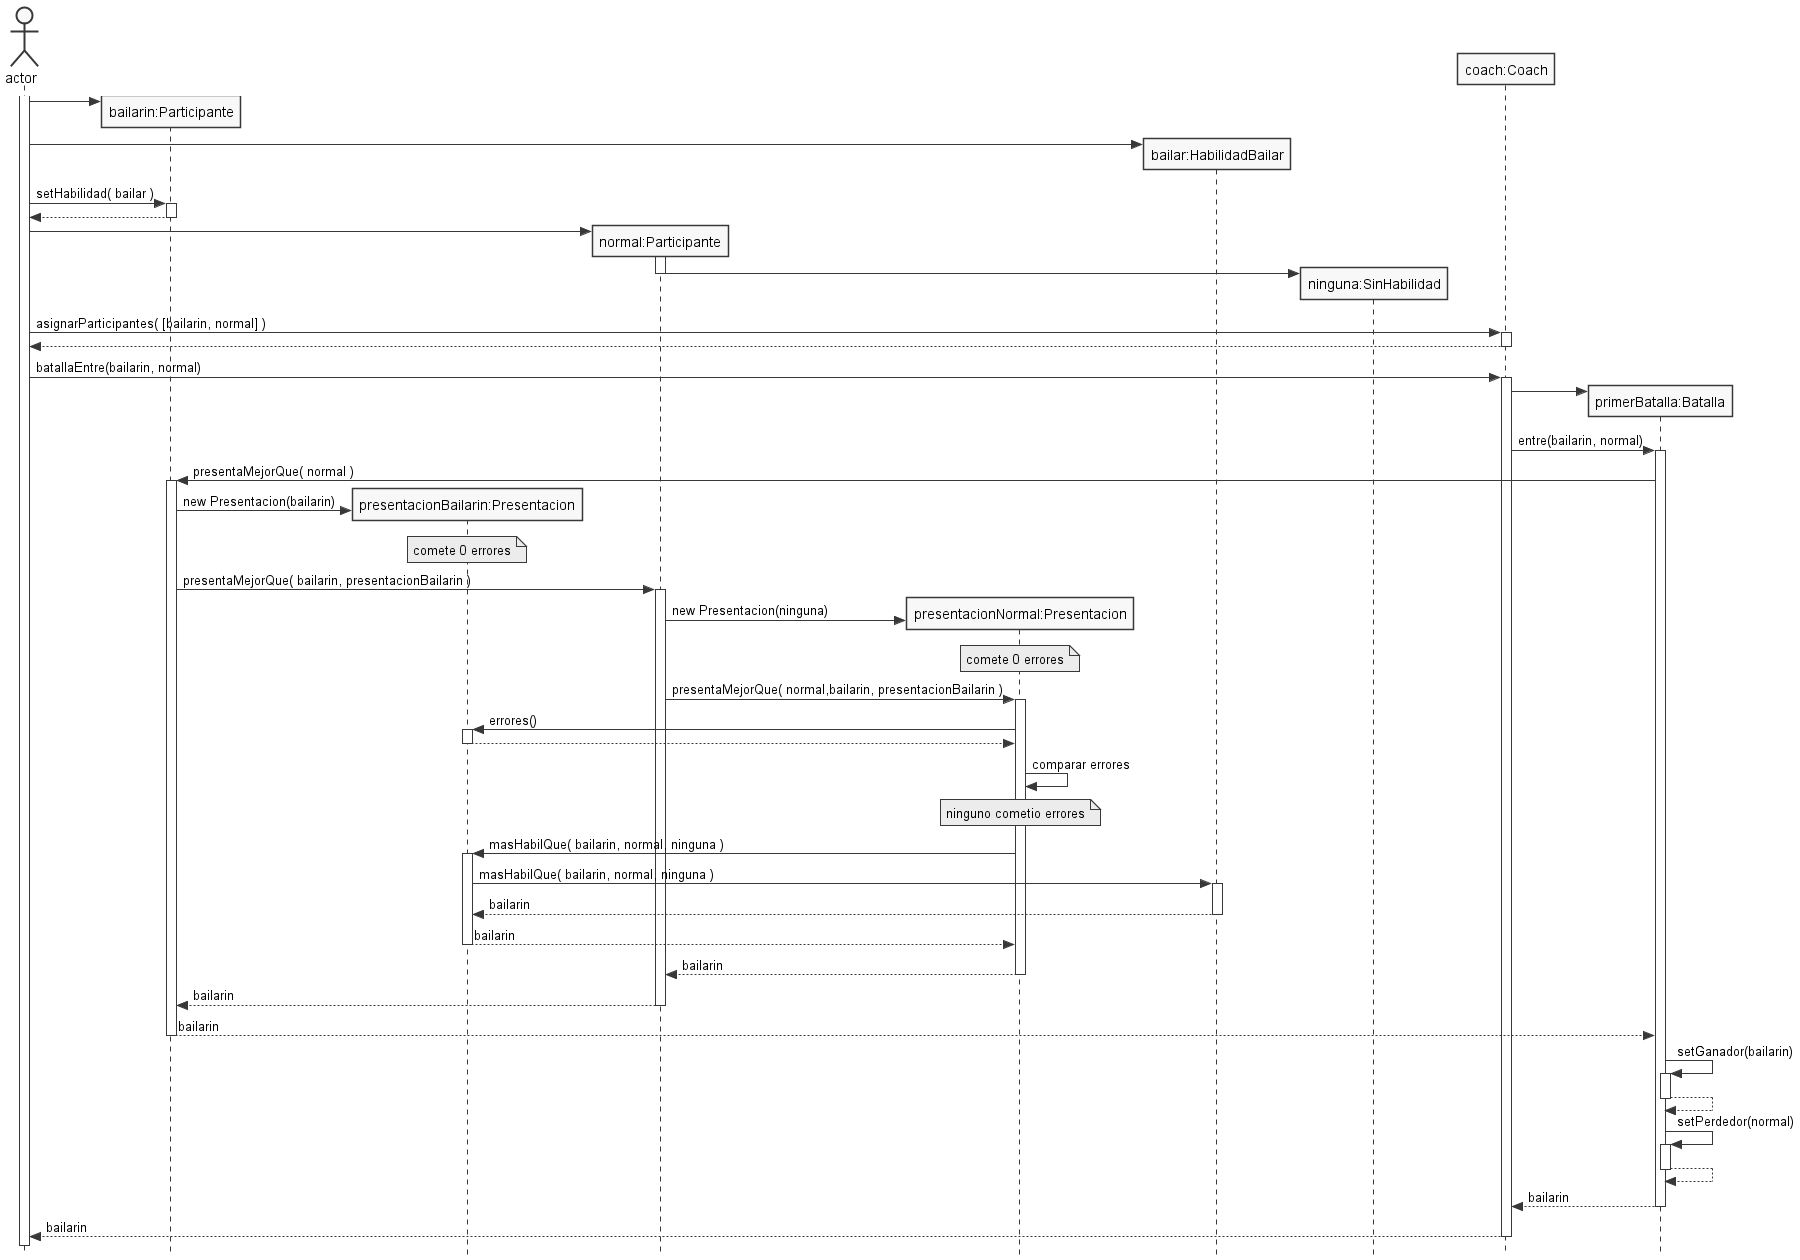 actor
coach:Coach
bailarin:Participante
bailar:HabilidadBailar
setHabilidad( bailar )
normal:Participante
ninguna:SinHabilidad
asignarParticipantes( [bailarin, normal] )
batallaEntre(bailarin, normal)
primerBatalla:Batalla
entre(bailarin, normal)
presentaMejorQue( normal )
new Presentacion(bailarin)
presentacionBailarin:Presentacion
comete 0 errores
presentaMejorQue( bailarin, presentacionBailarin )
new Presentacion(ninguna)
presentacionNormal:Presentacion
comete 0 errores
presentaMejorQue( normal,bailarin, presentacionBailarin )
errores()
comparar errores
ninguno cometio errores
masHabilQue( bailarin, normal, ninguna )
masHabilQue( bailarin, normal, ninguna )
bailarin
bailarin
bailarin
bailarin
bailarin
setGanador(bailarin)
setPerdedor(normal)
bailarin
bailarin